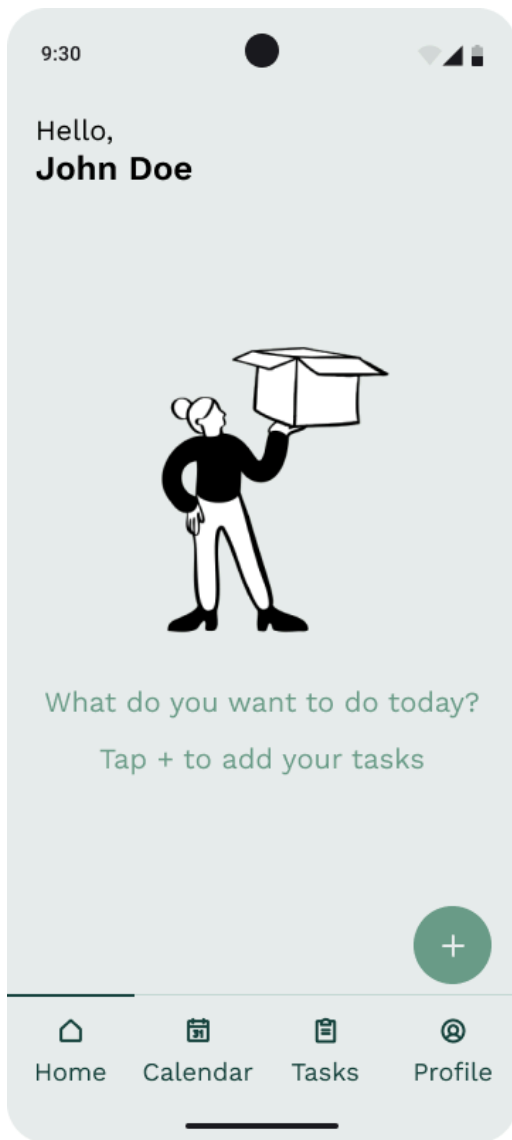 9:30
Hello,
John Doe
What do you want to do today?
Tap + to add your tasks
+
31
Home Calendar Tasks Profile